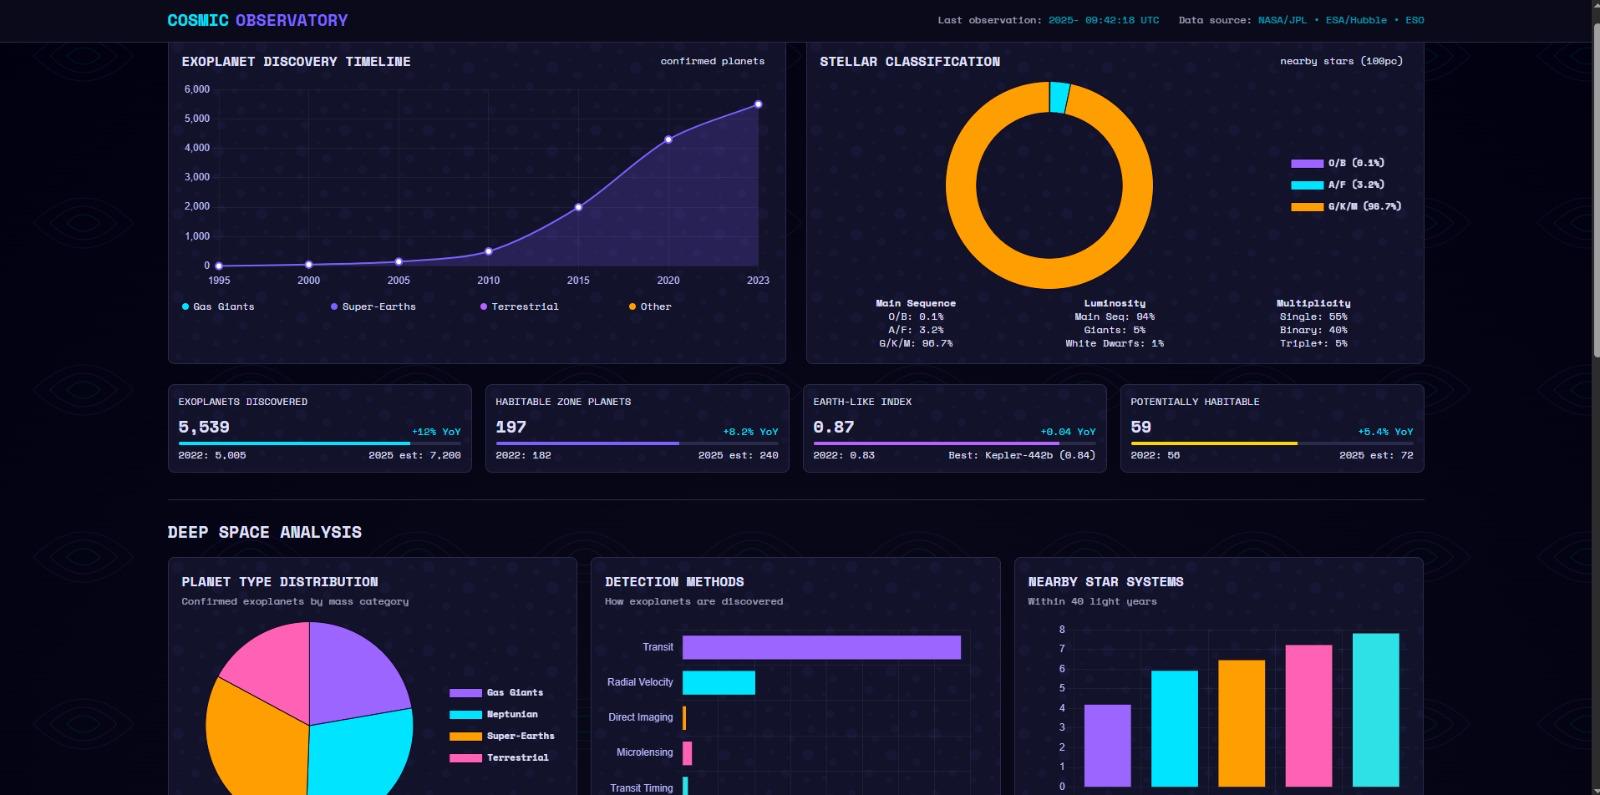 COSMIC OBSERVATORY
Last observation: 2025- 09:42:18 UTC
Data source: NASA/JPL • ESA/Hubble • ESO
EXOPLANET DISCOVERY TIMELINE
confirmed planets
6,000
5,000
4,000
3,000
2,000
1,000
0
1995 2000 2005 2010 2015 2020 2023
Gas Giants
Super-Earths
Terrestrial
Other
STELLAR CLASSIFICATION
nearby stars (100pc)
O/B (0.1%)
A/F (3.2%)
G/K/M (96.7%)
Main Sequence
O/B: 0.1%
A/F: 3.2%
G/K/M: 96.7%
Luminosity
Main Seq: 94%
Giants: 5%
White Dwarfs: 1%
Multiplicity
Single: 55%
Binary: 40%
Triple+: 5%
EXOPLANETS DISCOVERED
5,539
+12% YoY
2022: 5,005
2025 est: 7,200
HABITABLE ZONE PLANETS
197
+8.2% YoY
2022: 182
2025 est: 240
EARTH-LIKE INDEX
0.87
+0.04 YoY
2022: 0.83
Best: Kepler-442b (0.84)
POTENTIALLY HABITABLE
59
+5.4% YoY
2022: 56
2025 est: 72
DEEP SPACE ANALYSIS
PLANET TYPE DISTRIBUTION
Confirmed exoplanets by mass category
Gas Giants
Neptunian
Super-Earths
Terrestrial
DETECTION METHODS
How exoplanets are discovered
Transit
Radial Velocity
Direct Imaging
Microlensing
Transit Timing
NEARBY STAR SYSTEMS
Within 40 light years
8
7
6
5
4
3
2
1
0